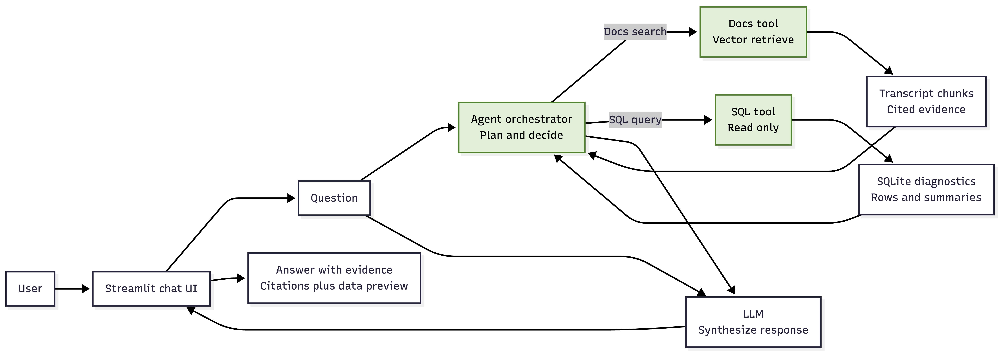 Docs search
Docs tool
Vector retrieve
Transcript chunks
Cited evidence
Agent orchestrator
Plan and decide
SQL query
SQL tool
Read only
SQLite diagnostics
Rows and summaries
Question
Answer with evidence
Citations plus data preview
User
Streamlit chat UI
LLM
Synthesize response